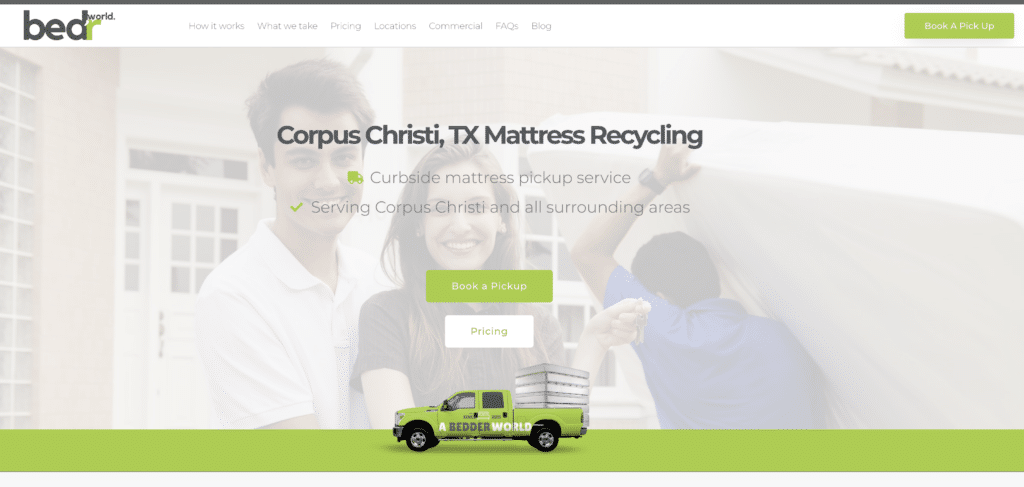 bedr world.
How it works What we take Pricing Locations Commercial FAQs Blog
Book A Pick Up
Corpus Christi, TX Mattress Recycling
Curbside mattress pickup service
Serving Corpus Christi and all surrounding areas
Book a Pickup
Pricing
A BEDDER WORLD